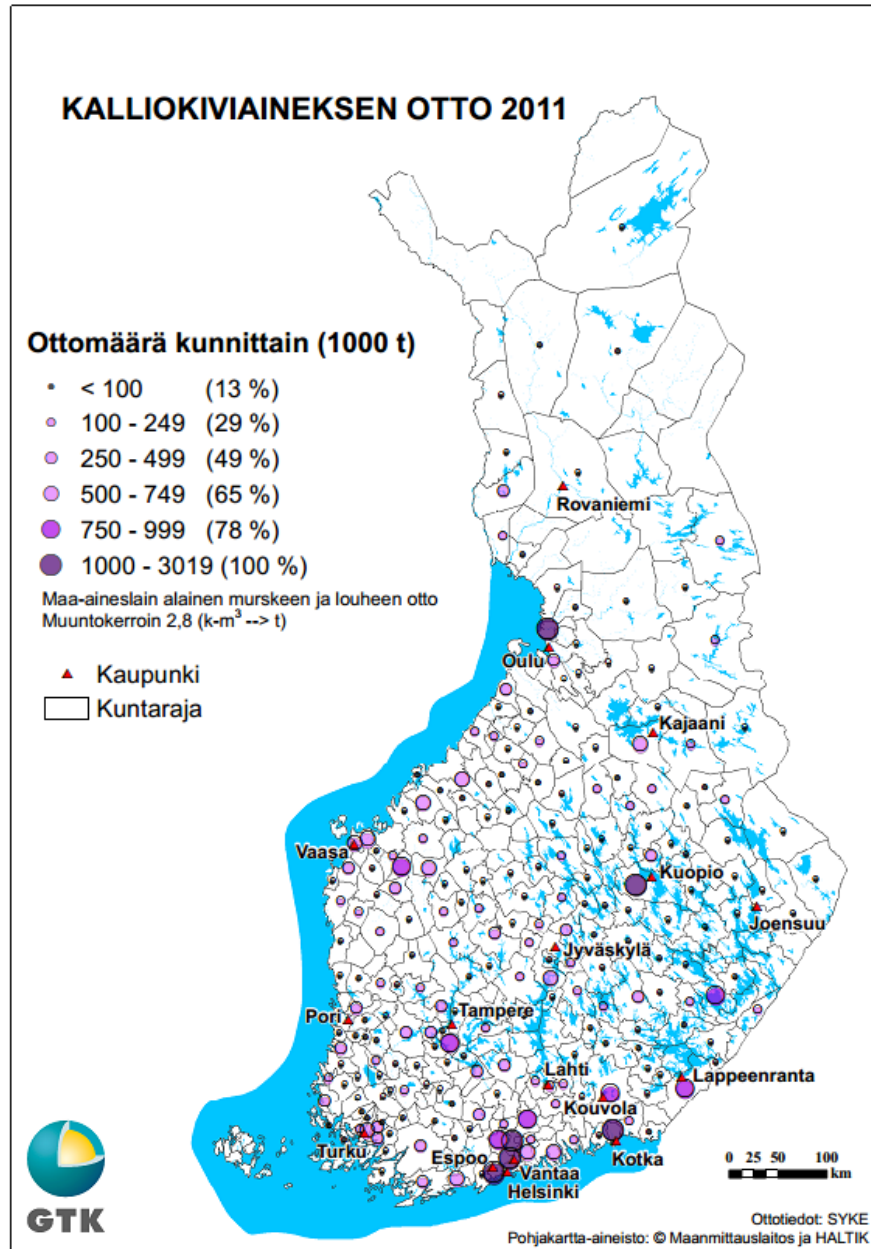 KALLIOKIVIAINEKSEN OTTO 2011
Ottomäärä kunnittain (1000 t)
< 100 (13 %)
100 - 249 (29 %)
250 - 499 (49 %)
500 - 749 (65 %)
750 - 999 (78 %)
1000 - 3019 (100 %)
Maa-aineslain alainen murskeen ja louheen otto
Muuntokerroin 2,8 (k-m³ --> t)
Kaupunki
Kuntaraja
Rovaniemi
Oulu
Kajaani
Vaasa
Kuopio
Joensuu
Jyväskylä
Pori
Tampere
Lahti
Lappeenranta
Kouvola
Turku
Espoo
Kotka
Vantaa
Helsinki
0 25 50 100
km
GTK
Ottotiedot: SYKE
Pohjakartta-aineisto: © Maanmittauslaitos ja HALTIK